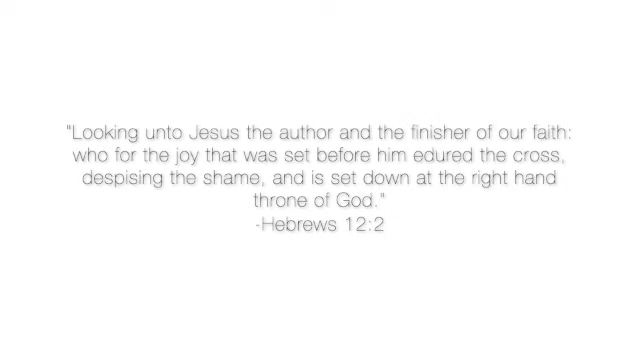 "Looking unto Jesus the author and the finisher of our faith:
who for the joy that was set before him edured the cross,
despising the shame, and is set down at the right hand
throne of God."
-Hebrews 12:2